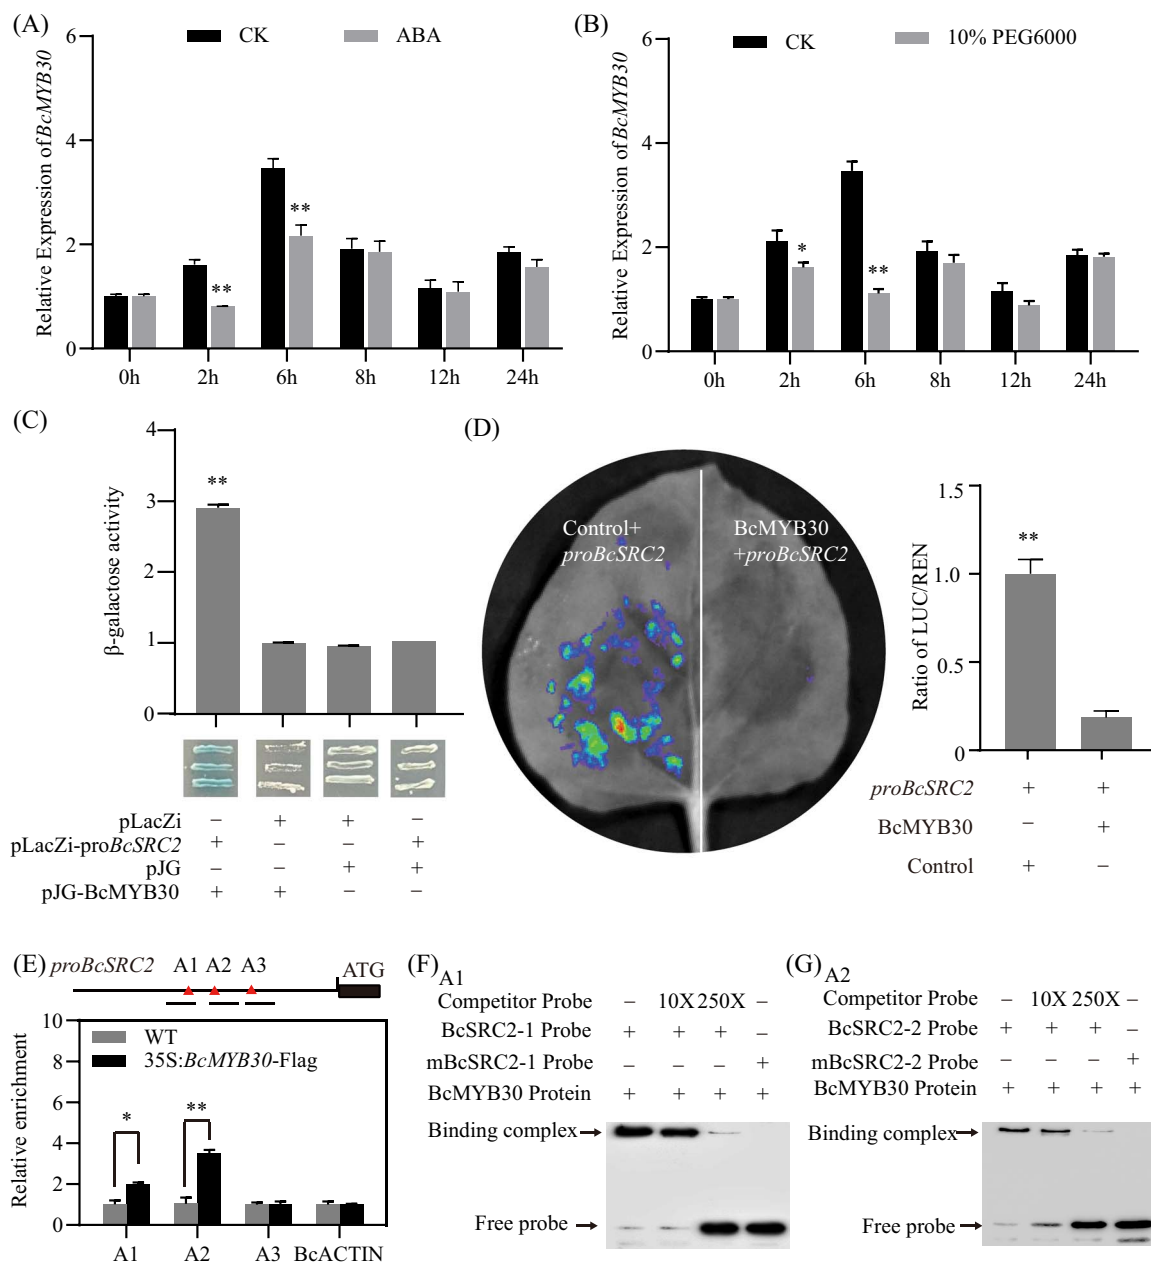 (A)
CK ABA
Relative Expression of BcMYB30
6
4
2
0
**
**
0h 2h 6h 8h 12h 24h
(B)
CK 10% PEG6000
Relative Expression of BcMYB30
6
4
2
0
*
**
0h 2h 6h 8h 12h 24h
(C)
β-galactose activity
4
3
2
1
0
**
pLacZi − + + −
pLacZi-proBcSRC2 + − − +
pJG − − + +
pJG-BcMYB30 + + − −
(D)
Control+
proBcSRC2
BcMYB30
+proBcSRC2
Ratio of LUC/REN
1.5
1.0
0.5
0
**
proBcSRC2 + +
BcMYB30 − +
Control + −
(E)
proBcSRC2 A1 A2 A3 ATG
Relative enrichment
10
8
6
4
2
0
WT
35S:BcMYB30-Flag
*
**
A1 A2 A3 BcACTIN
(F)
A1
Competitor Probe − 10X 250X −
BcSRC2-1 Probe + + + −
mBcSRC2-1 Probe − − − +
BcMYB30 Protein + + + +
Binding complex
Free probe
(G)
A2
Competitor Probe − 10X 250X −
BcSRC2-2 Probe + + + −
mBcSRC2-2 Probe − − − +
BcMYB30 Protein + + + +
Binding complex
Free probe